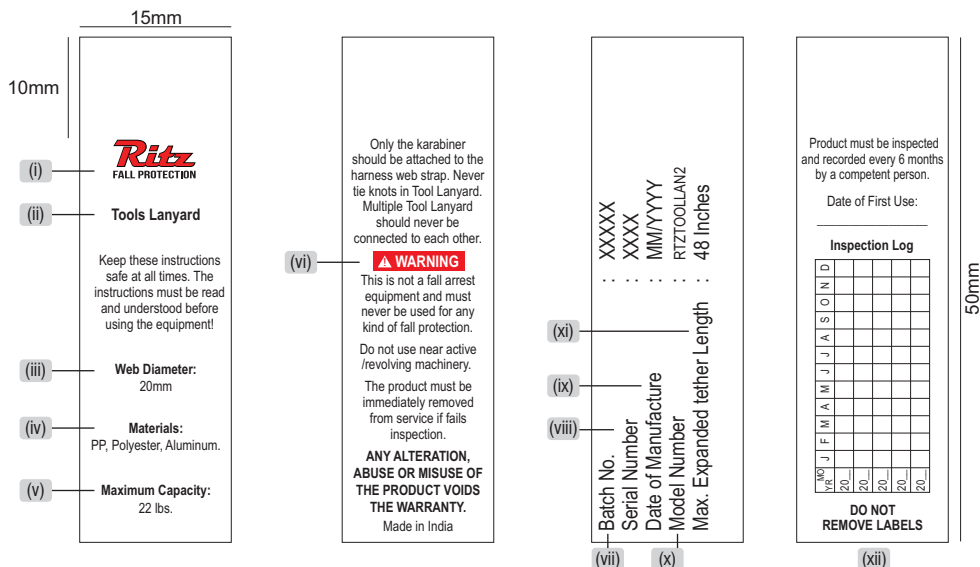 15mm
10mm
Ritz
FALL PROTECTION
(i)
Tools Lanyard
(ii)
Keep these instructions
safe at all times. The
instructions must be read
and understood before
using the equipment!
Web Diameter:
20mm
(iii)
Materials:
PP, Polyester, Aluminum.
(iv)
Maximum Capacity:
22 lbs.
(v)
Only the karabiner
should be attached to the
harness web strap. Never
tie knots in Tool Lanyard.
Multiple Tool Lanyard
should never be
connected to each other.
(vi)
WARNING
This is not a fall arrest
equipment and must
never be used for any
kind of fall protection.
Do not use near active
/revolving machinery.
The product must be
immediately removed
from service if fails
inspection.
ANY ALTERATION,
ABUSE OR MISUSE OF
THE PRODUCT VOIDS
THE WARRANTY.
Made in India
Batch No. : XXXXX
Serial Number : XXXX
Date of Manufacture : MM/YYYY
Model Number : RTZTOOLLAN2
Max. Expanded tether Length : 48 Inches
(xi)
(ix)
(viii)
(vii)
(x)
Product must be inspected
and recorded every 6 months
by a competent person.
Date of First Use:
Inspection Log
MO YR J F M A M J J A S O N D
20__
20__
20__
20__
20__
DO NOT
REMOVE LABELS
(xii)
50mm